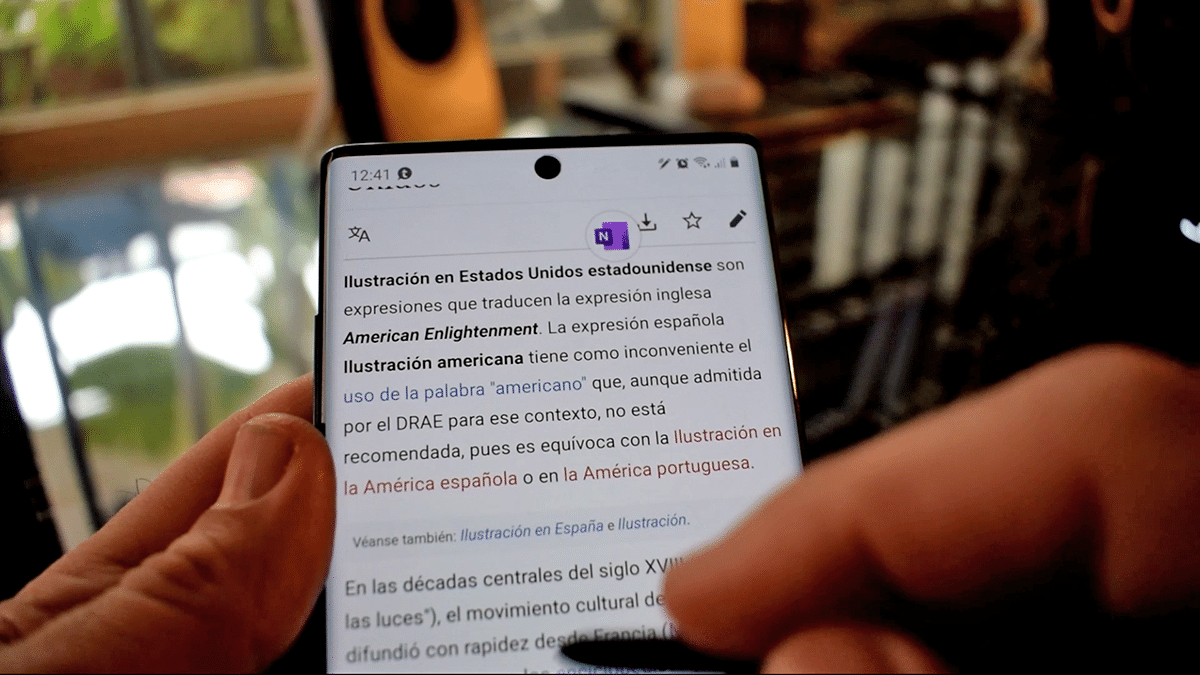 12:41
N
Ilustración en Estados Unidos estadounidense son
expresiones que traducen la expresión inglesa
American Enlightenment. La expresión española
Ilustración americana tiene como inconveniente el
uso de la palabra "americano" que, aunque admitida
por el DRAE para ese contexto, no está
recomendada, pues es equívoca con la Ilustración en
la América española o en la América portuguesa.
Véanse también: Ilustración en España e Ilustración.
En las décadas centrales del siglo XVIII
las luces"), el movimiento cultural de
difundió con rapidez desde Francia